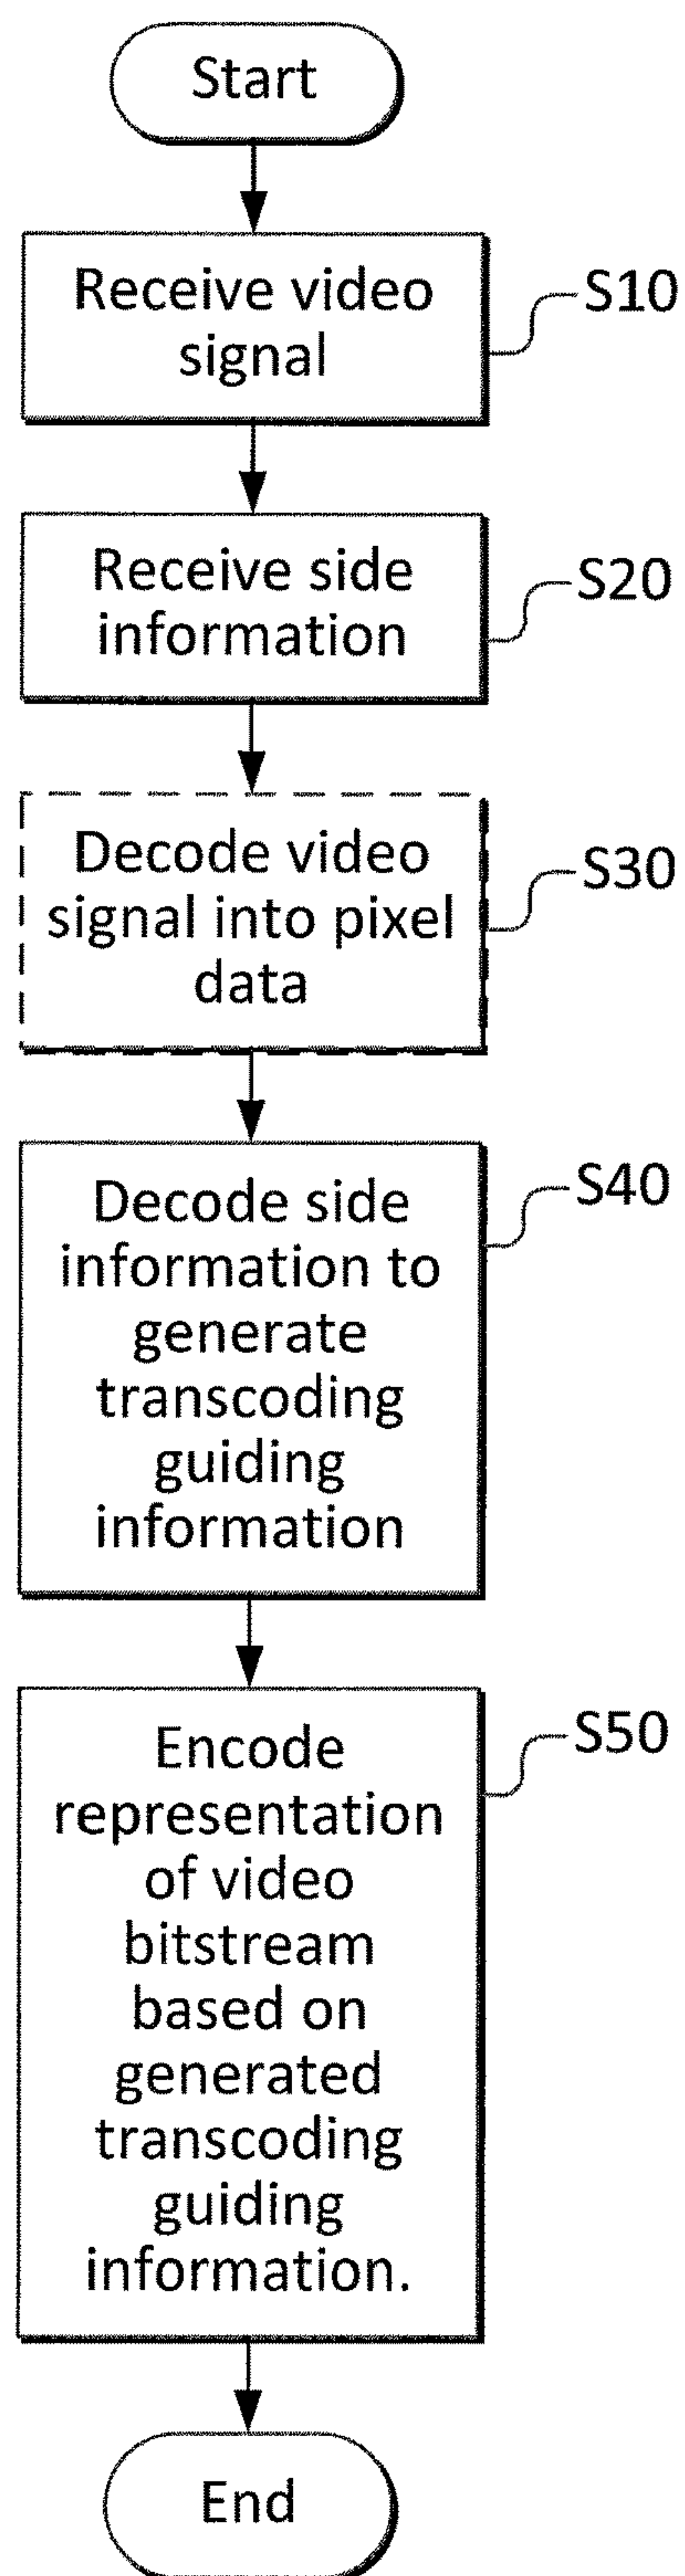 Start
Receive video
signal
S10
Receive side
information
S20
Decode video
signal into pixel
data
S30
Decode side
information to
generate
transcoding
guiding
information
S40
Encode
representation
of video
bitstream
based on
generated
transcoding
guiding
information.
S50
End